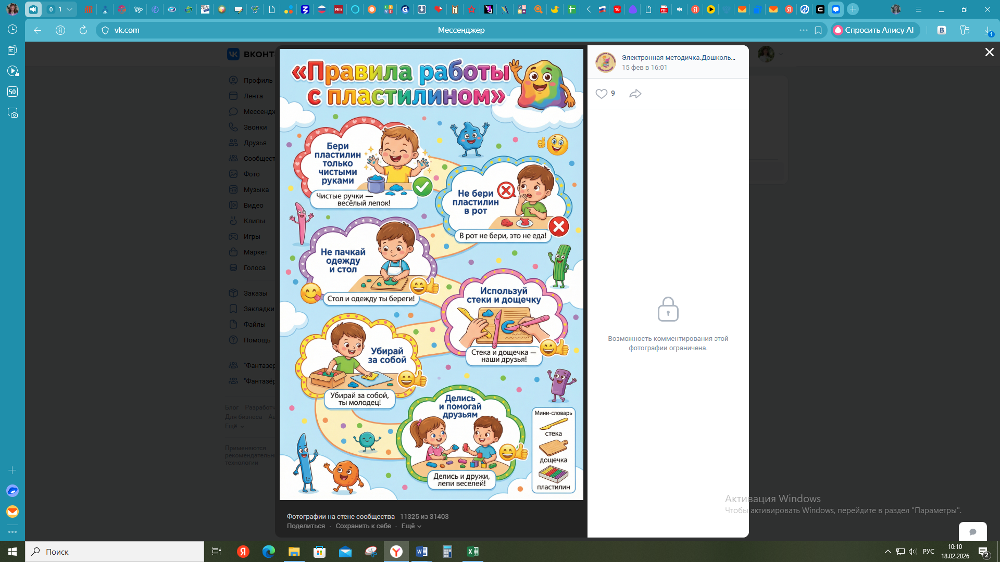 0
1
16
vk.com
Мессенджер
Спросить Алису AI
1
50
ВКОНТ
Профиль
Лента
Мессендж
Звонки
Друзья
Сообщест
Фото
Музыка
Видео
Клипы
Игры
Маркет
Голоса
Заказы
Закладки
Файлы
Помощь
"Фантазер
"Фантазёр
Блог Разработч
Для бизнеса Ав
Ещё
Применяются
рекомендательн
технологии
«Правила работы
с пластилином»
Бери
пластилин
только
чистыми
руками
Чистые ручки —
весёлый лепок!
Не бери
пластилин
в рот
В рот не бери, это не еда!
Не пачкай
одежду
и стол
Стол и одежду ты береги!
Используй
стеки и дощечку
Стека и дощечка —
наши друзья!
Убирай
за собой
Убирай за собой,
ты молодец!
Делись
и помогай
друзьям
Делись и дружи,
лепи веселей!
Мини-словарь
стека
дощечка
пластилин
Фотографии на стене сообщества 11325 из 31403
Поделиться · Сохранить к себе · Ещё
Электронная методичка.Дошколь...
15 фев в 16:01
9
Возможность комментирования этой
фотографии ограничена.
Активация Windows
Чтобы активировать Windows, перейдите в раздел "Параметры".
Поиск
РУС
10:10
18.02.2026
2